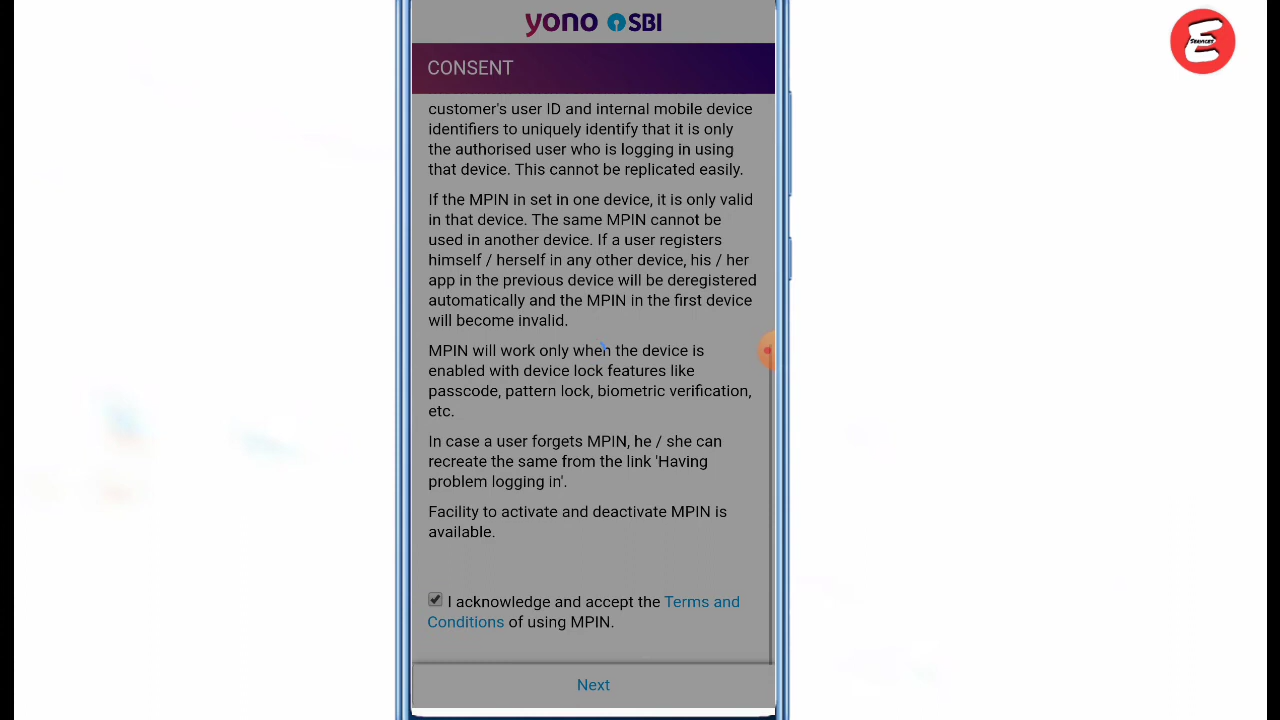 yono SBI
SERVICES
CONSENT
customer's user ID and internal mobile device
identifiers to uniquely identify that it is only
the authorised user who is logging in using
that device. This cannot be replicated easily.
If the MPIN in set in one device, it is only valid
in that device. The same MPIN cannot be
used in another device. If a user registers
himself / herself in any other device, his / her
app in the previous device will be deregistered
automatically and the MPIN in the first device
will become invalid.
MPIN will work only when the device is
enabled with device lock features like
passcode, pattern lock, biometric verification,
etc.
In case a user forgets MPIN, he / she can
recreate the same from the link 'Having
problem logging in'.
Facility to activate and deactivate MPIN is
available.
I acknowledge and accept the Terms and
Conditions of using MPIN.
Next